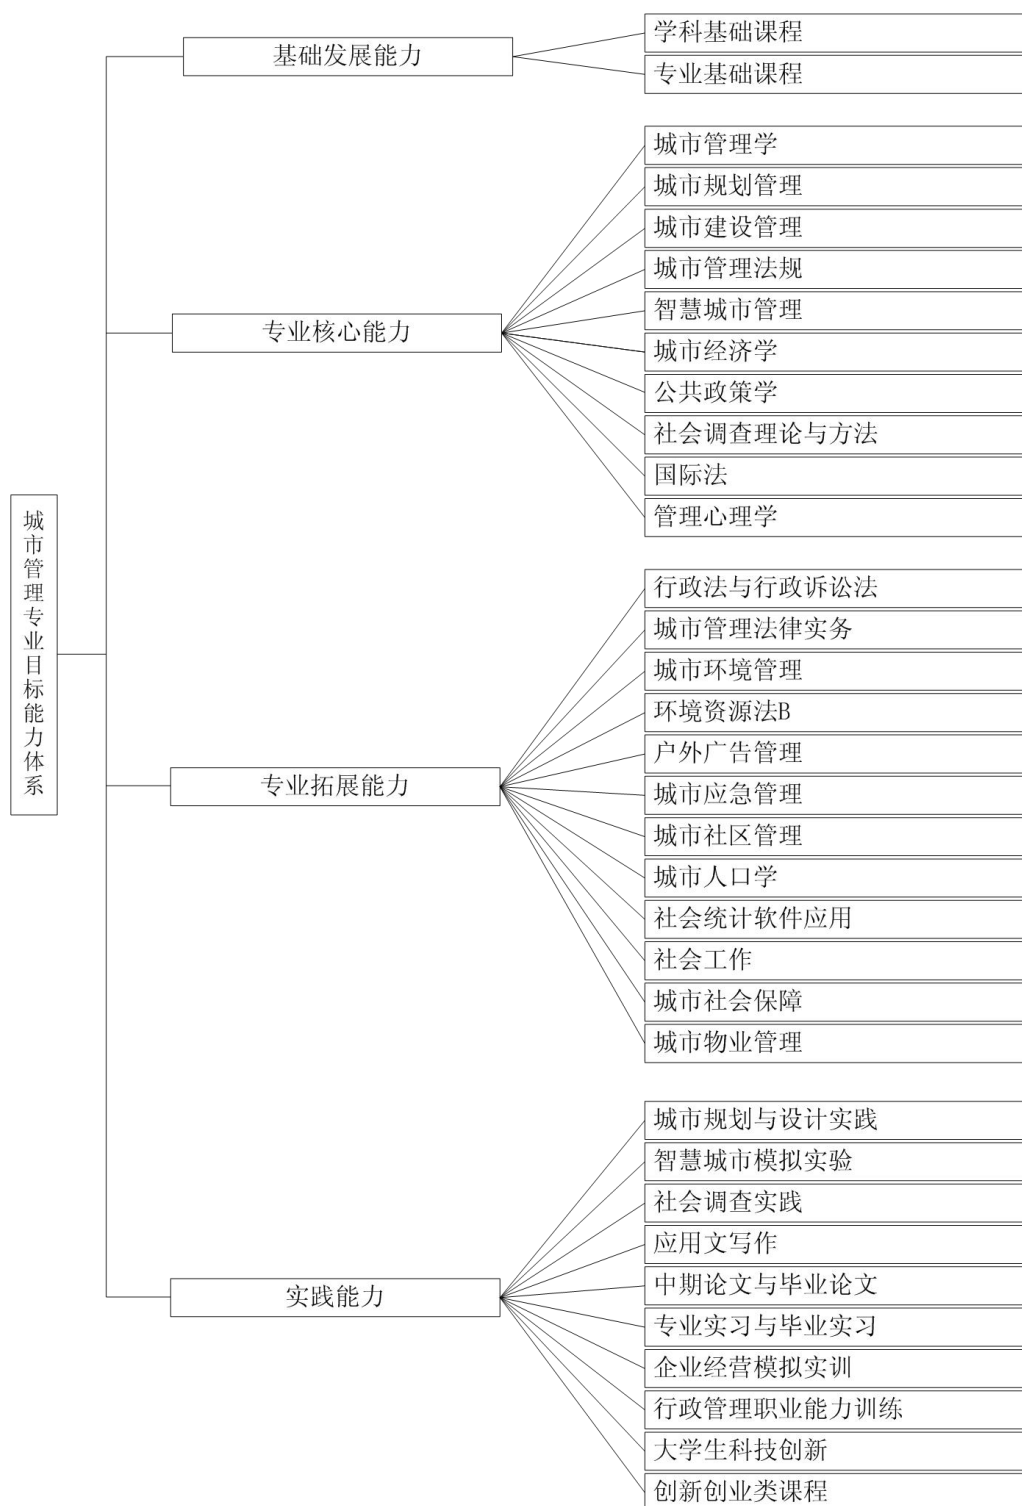 城市管理专业目标能力体系
基础发展能力
学科基础课程
专业基础课程
专业核心能力
城市管理学
城市规划管理
城市建设管理
城市管理法规
智慧城市管理
城市经济学
公共政策学
社会调查理论与方法
国际法
管理心理学
专业拓展能力
行政法与行政诉讼法
城市管理法律实务
城市环境管理
环境资源法B
户外广告管理
城市应急管理
城市社区管理
城市人口学
社会统计软件应用
社会工作
城市社会保障
城市物业管理
实践能力
城市规划与设计实践
智慧城市模拟实验
社会调查实践
应用文写作
中期论文与毕业论文
专业实习与毕业实习
企业经营模拟实训
行政管理职业能力训练
大学生科技创新
创新创业类课程